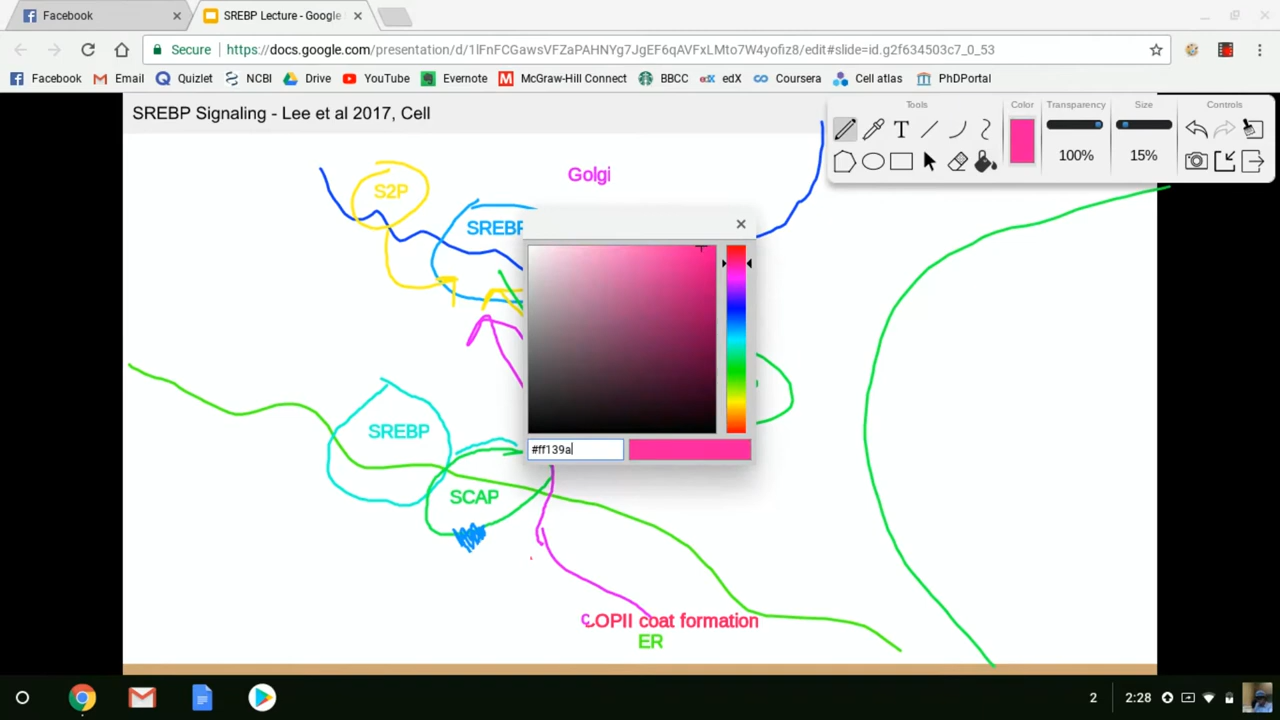 Facebook
SREBP Lecture - Google
Secure
https://docs.google.com/presentation/d/1lFnFCGawsVFZaPAHNYg7JgEF6qAVFxLMto7W4yofiz8/edit#slide=id.g2f634503c7_0_53
Facebook Email Quizlet NCBI Drive YouTube Evernote McGraw-Hill Connect BBCC edX Coursera Cell atlas PhDPortal
SREBP Signaling - Lee et al 2017, Cell
Tools Color Transparency Size Controls
100% 15%
Golgi
S2P
SREBP
#ff139a
SREBP
SCAP
COPII coat formation
ER
2 2:28